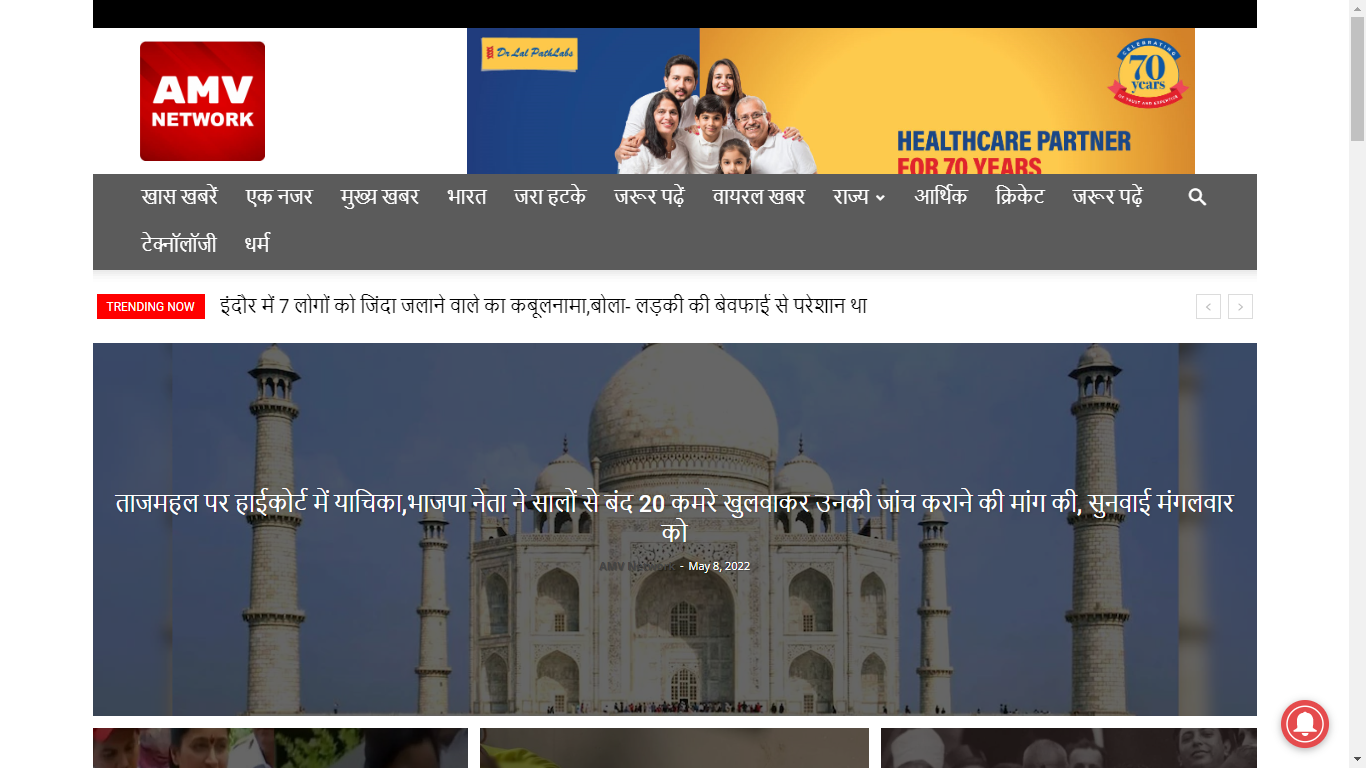 Dr Lal PathLabs
CELEBRATING
70
years
OF TRUST AND EXPERTISE
AMV
NETWORK
HEALTHCARE PARTNER
FOR 70 YEARS
खास खबरें एक नजर मुख्य खबर भारत जरा हटके जरूर पढ़ें वायरल खबर राज्य आर्थिक क्रिकेट जरूर पढ़ें
टेक्नॉलॉजी धर्म
TRENDING NOW इंदौर में 7 लोगों को जिंदा जलाने वाले का कबूलनामा,बोला- लड़की की बेवफाई से परेशान था
ताजमहल पर हाईकोर्ट में याचिका,भाजपा नेता ने सालों से बंद 20 कमरे खुलवाकर उनकी जांच कराने की मांग की, सुनवाई मंगलवार
को
AMV Network - May 8, 2022